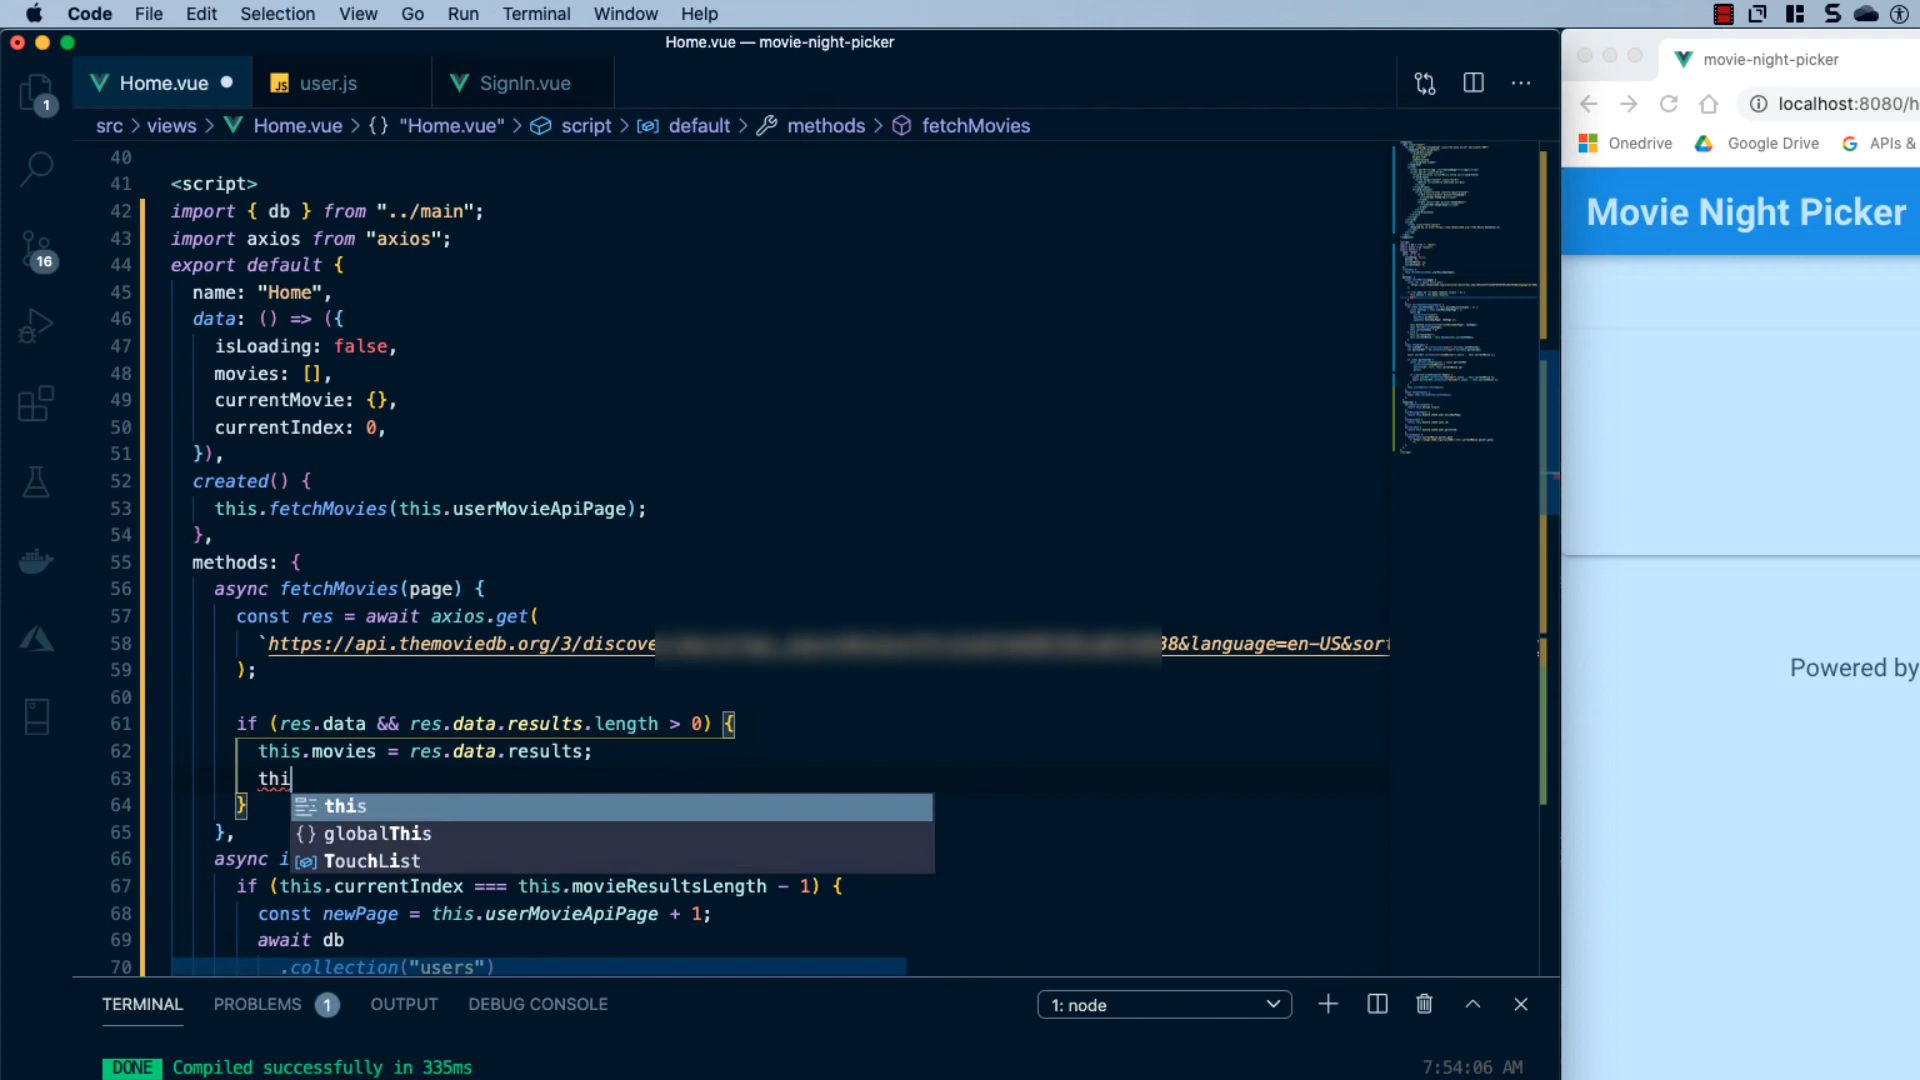 Code File Edit Selection View Go Run Terminal Window Help
Home.vue — movie-night-picker
Home.vue user.js SignIn.vue
JS
src > views > Home.vue > {} "Home.vue" > script > default > methods > fetchMovies
1
16
40
41 <script>
42 import { db } from "../main";
43 import axios from "axios";
44 export default {
45 name: "Home",
46 data: () => ({
47 isLoading: false,
48 movies: [],
49 currentMovie: {},
50 currentIndex: 0,
51 }),
52 created() {
53 this.fetchMovies(this.userMovieApiPage);
54 },
55 methods: {
56 async fetchMovies(page) {
57 const res = await axios.get(
58 `https://api.themoviedb.org/3/discove 38&language=en-US&sort
59 );
60
61 if (res.data && res.data.results.length > 0) {
62 this.movies = res.data.results;
63 thi
64 }
this
globalThis
TouchList
65 },
66 async i
67 if (this.currentIndex === this.movieResultsLength - 1) {
68 const newPage = this.userMovieApiPage + 1;
69 await db
70 .collection("users")
TERMINAL PROBLEMS 1 OUTPUT DEBUG CONSOLE 1: node
DONE Compiled successfully in 335ms 7:54:06 AM
movie-night-picker
localhost:8080/h
Onedrive Google Drive APIs &
Movie Night Picker
Powered by